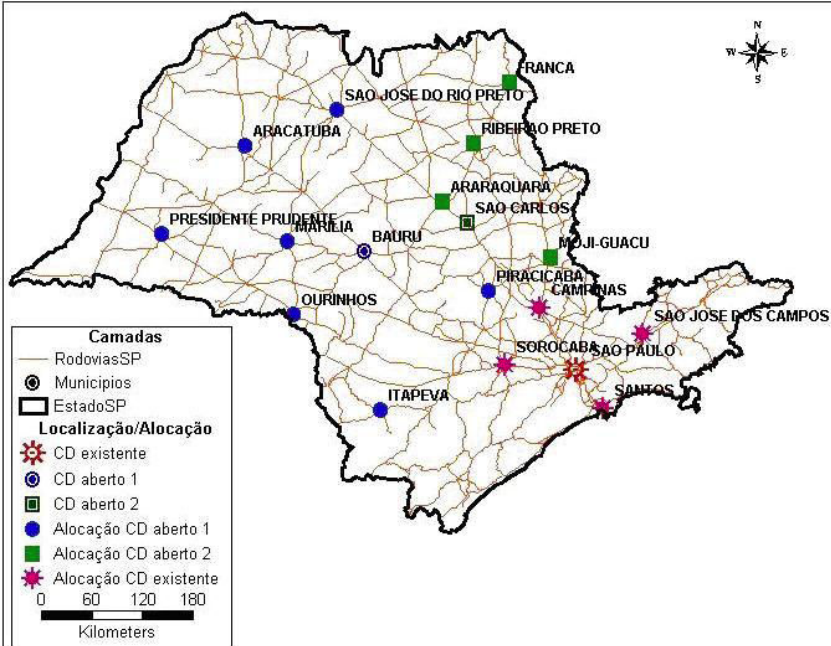 N
W E
S
FRANCA
SAO JOSE DO RIO PRETO
RIBEIRAO PRETO
ARACATUBA
ARARAQUARA
SAO CARLOS
PRESIDENTE PRUDENTE
MARILIA
BAURU
MOJI-GUACU
PIRACICABA
CAMPINAS
OURINHOS
SAO JOSE DOS CAMPOS
SOROCABA
SAO PAULO
SANTOS
ITAPEVA
Camadas
RodoviasSP
Municipios
EstadoSP
Localização/Alocação
CD existente
CD aberto 1
CD aberto 2
Alocação CD aberto 1
Alocação CD aberto 2
Alocação CD existente
0 60 120 180
Kilometers